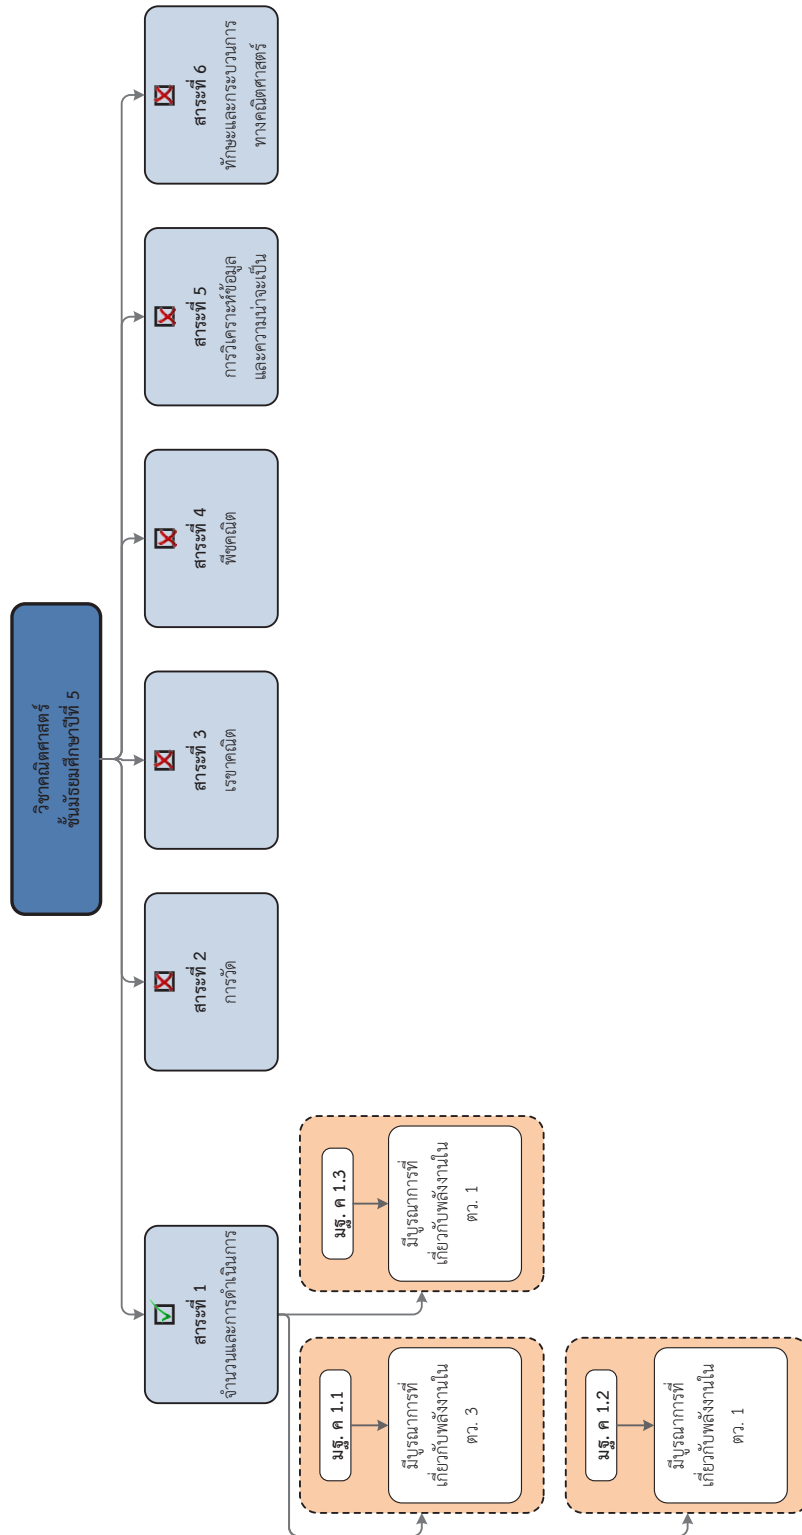 วิชาคณิตศาสตร์
ชั้นมัธยมศึกษาปีที่ 5
สาระที่ 1
จำนวนและการดำเนินการ
สาระที่ 2
การวัด
สาระที่ 3
เรขาคณิต
สาระที่ 4
พีชคณิต
สาระที่ 5
การวิเคราะห์ข้อมูล
และความน่าจะเป็น
สาระที่ 6
ทักษะและกระบวนการ
ทางคณิตศาสตร์
มฐ. ค 1.1
มีบูรณาการที่
เกี่ยวกับพลังงานใน
ตว. 3
มฐ. ค 1.3
มีบูรณาการที่
เกี่ยวกับพลังงานใน
ตว. 1
มฐ. ค 1.2
มีบูรณาการที่
เกี่ยวกับพลังงานใน
ตว. 1